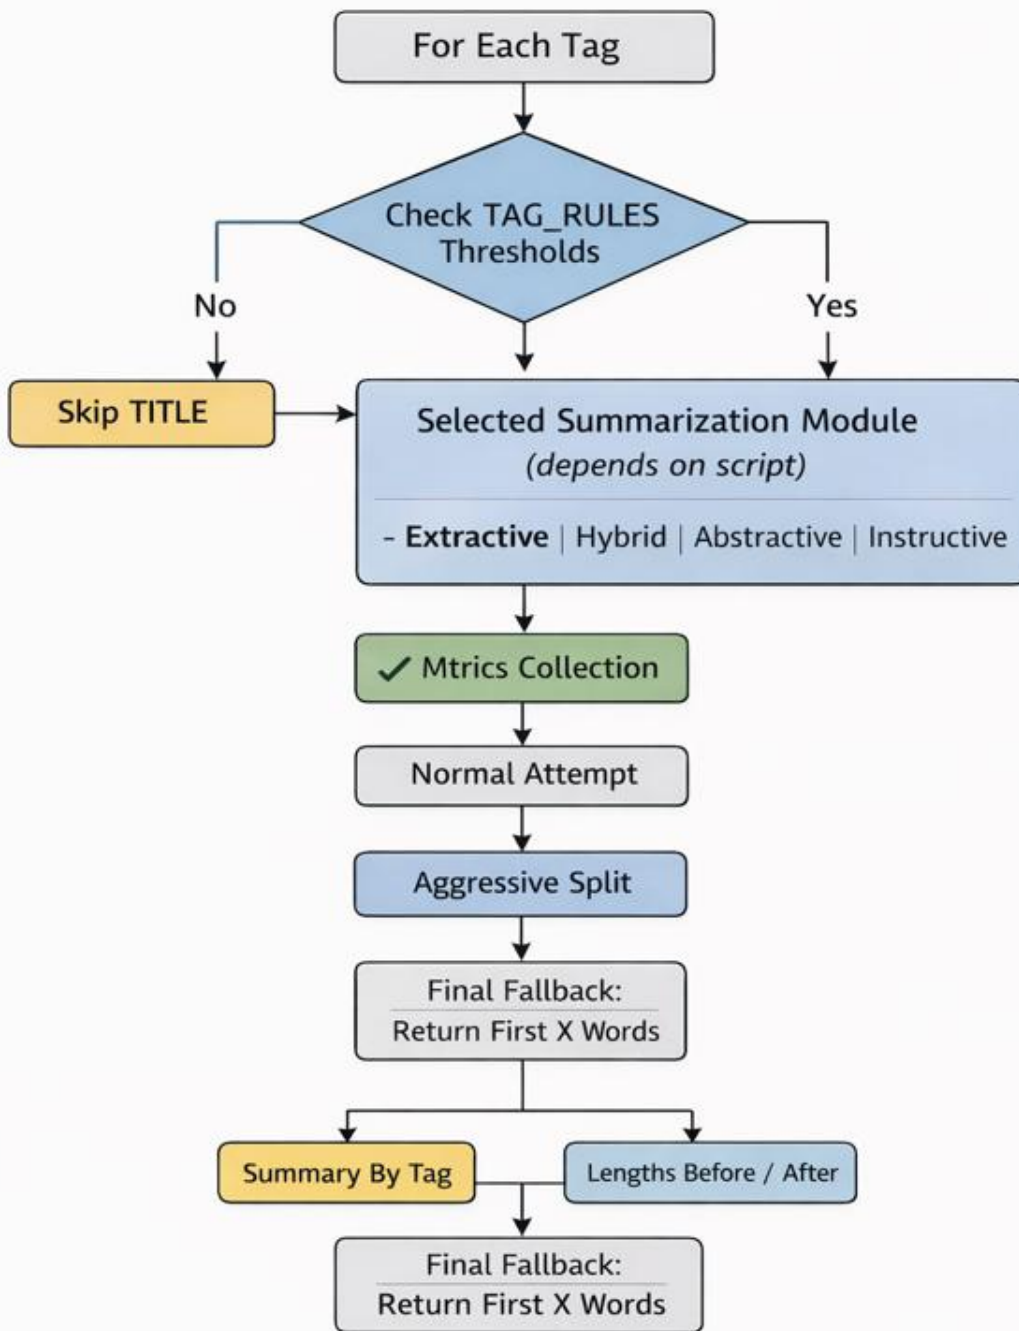 For Each Tag
Check TAG_RULES
Thresholds
No
Yes
Skip TITLE
Selected Summarization Module
(depends on script)
- Extractive | Hybrid | Abstractive | Instructive
✓ Mtrics Collection
Normal Attempt
Aggressive Split
Final Fallback:
Return First X Words
Summary By Tag
Lengths Before / After
Final Fallback:
Return First X Words